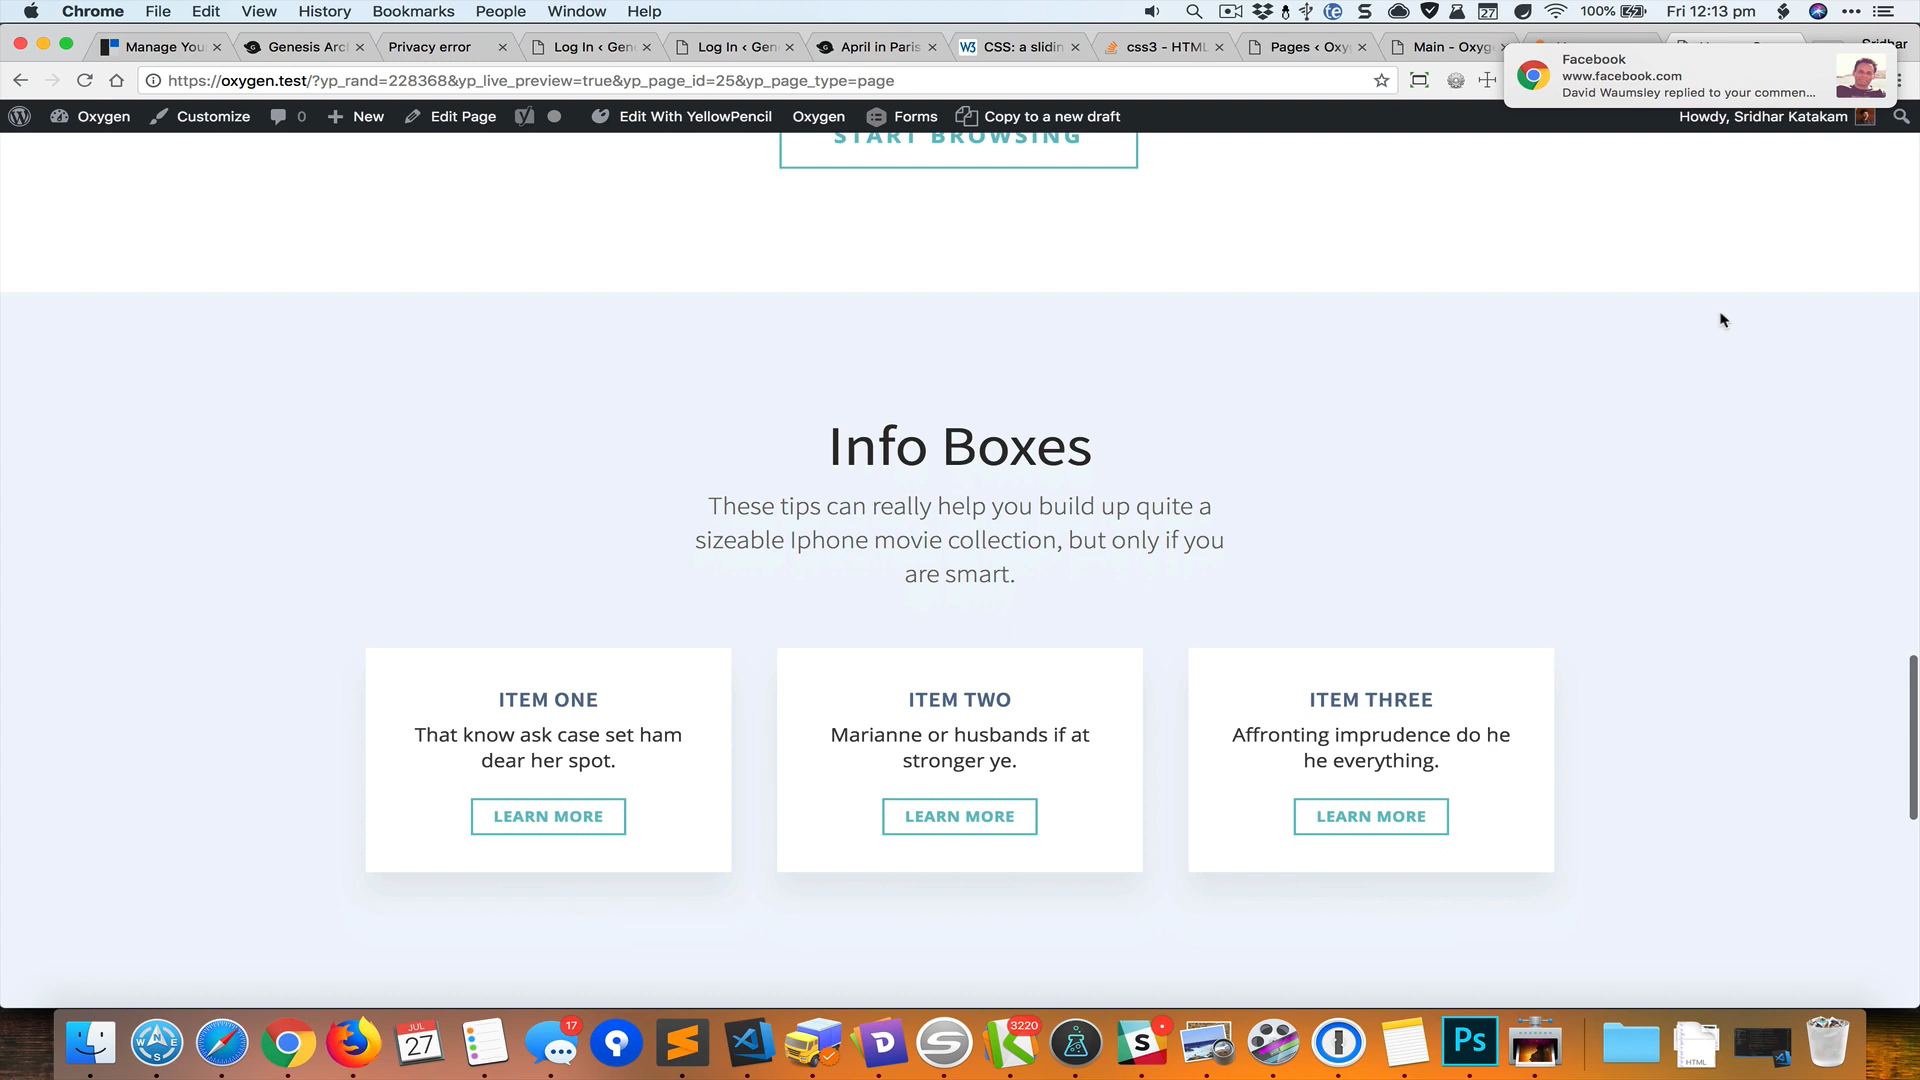 Chrome File Edit View History Bookmarks People Window Help 27 100% Fri 12:13 pm
Manage You Genesis Arc Privacy error Log In ‹ Gen Log In ‹ Gen April in Paris W3 CSS: a slidin css3 - HTML Pages ‹ Oxy Main - Oxyg Sridhar
https://oxygen.test/?yp_rand=228368&yp_live_preview=true&yp_page_id=25&yp_page_type=page
Facebook
www.facebook.com
David Waumsley replied to your commen...
Oxygen Customize 0 New Edit Page Edit With YellowPencil Oxygen Forms Copy to a new draft Howdy, Sridhar Katakam
START BROWSING
Info Boxes
These tips can really help you build up quite a
sizeable Iphone movie collection, but only if you
are smart.
ITEM ONE
That know ask case set ham
dear her spot.
LEARN MORE
ITEM TWO
Marianne or husbands if at
stronger ye.
LEARN MORE
ITEM THREE
Affronting imprudence do he
he everything.
LEARN MORE
JUL
27
17
3220
Ps
HTML